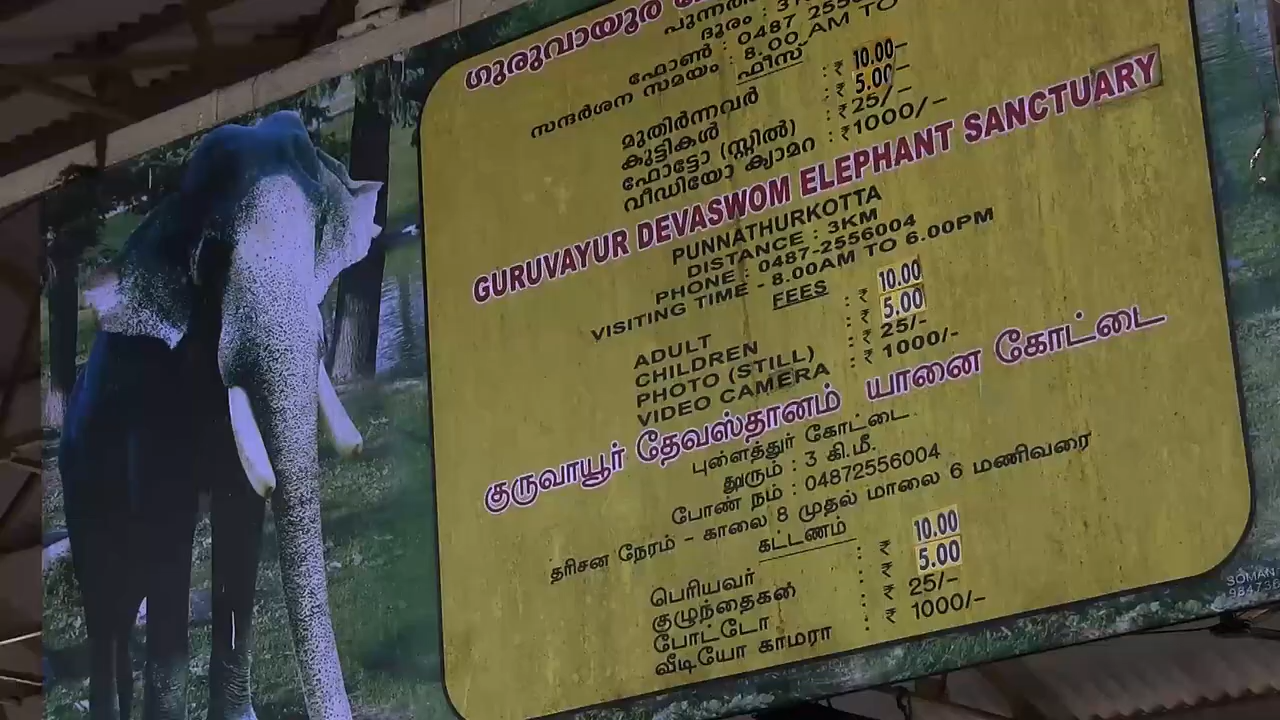 ഗുരുവായൂര
ദൂരം :
ഫോൺ : 0487
സന്ദർശന സമയം : 8.00 AM TO
ഫീസ്
മുതിർന്നവർ : ₹ 10.00
കുട്ടികൾ : ₹ 5.00
ഫോട്ടോ (സ്റ്റിൽ) : ₹ 25/-
വീഡിയോ ക്യാമറ : ₹1000/-
GURUVAYUR DEVASWOM ELEPHANT SANCTUARY
PUNNATHURKOTTA
DISTANCE : 3KM
PHONE : 0487-2556004
VISITING TIME - 8.00AM TO 6.00PM
FEES
ADULT : ₹ 10.00
CHILDREN : ₹ 5.00
PHOTO (STILL) : ₹ 25/-
VIDEO CAMERA : ₹ 1000/-
குருவாயூர் தேவஸ்தானம் யானை கோட்டை
புன்னத்தூர் கோட்டை
தூரம் : 3 கி.மீ.
போண் நம் : 04872556004
தரிசன நேரம் - காலை 8 முதல் மாலை 6 மணிவரை
கட்டணம்
பெரியவர் : ₹ 10.00
குழுந்தைகன் : ₹ 5.00
போட்டோ : ₹ 25/-
வீடியோ காமரா : ₹ 1000/-
SOMAN